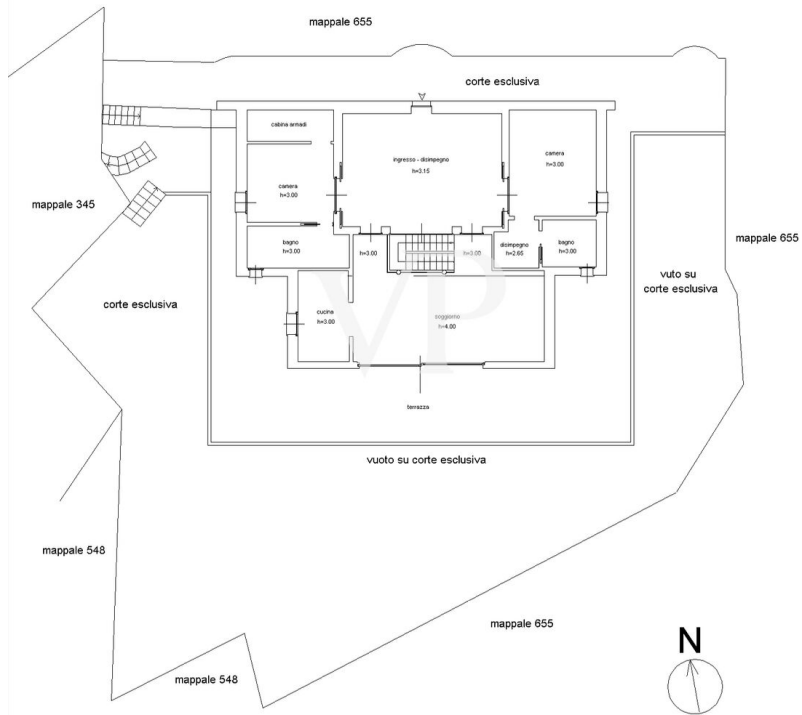 mappale 655
corte esclusiva
cabina armadi
ingresso - disimpegno
h=3.15
camera
h=3.00
camera
h=3.00
mappale 345
mappale 655
bagno
h=3.00
h=3.00
h=3.00
disimpegno
h=2.65
bagno
h=3.00
vuto su
corte esclusiva
corte esclusiva
cucina
h=3.00
soggiorno
h=4.00
VP
terrazza
vuoto su corte esclusiva
mappale 548
mappale 655
N
mappale 548